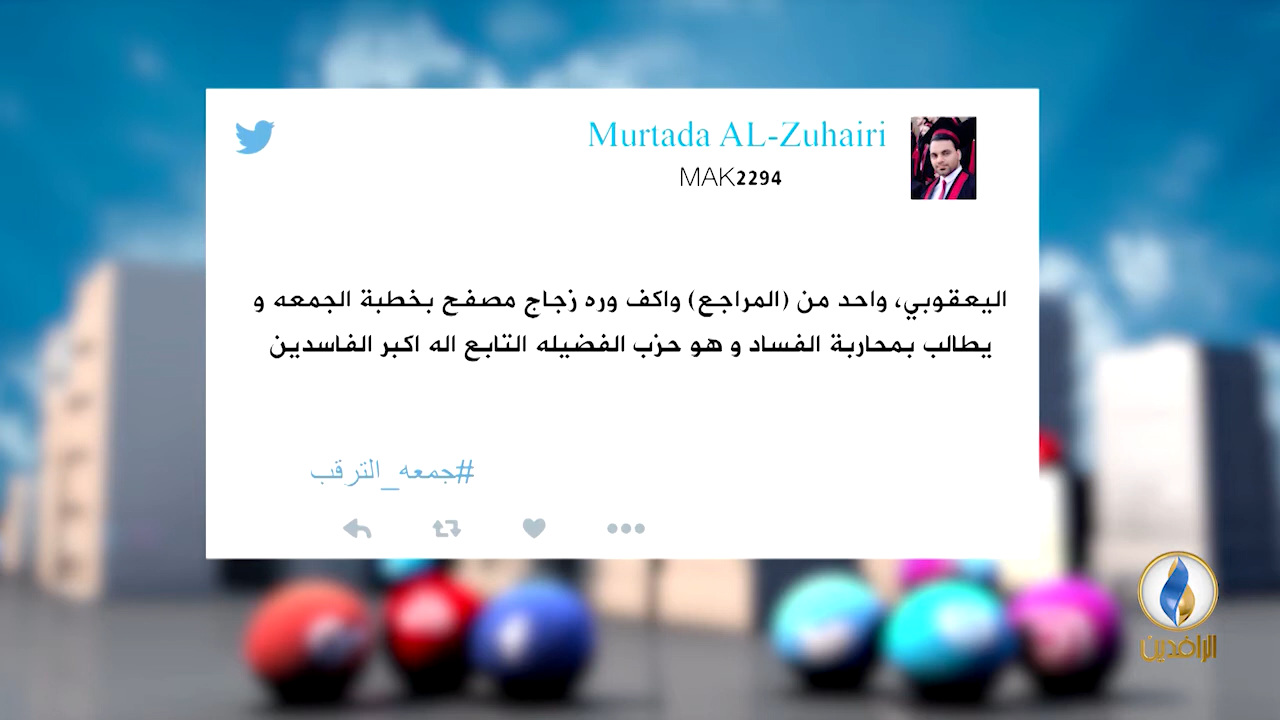 Murtada AL-Zuhairi
MAK2294
اليعقوبي، واحد من (المراجع) واكف وره زجاج مصفح بخطبة الجمعه و
يطالب بمحاربة الفساد و هو حزب الفضيله التابع اله اكبر الفاسدين
#جمعه_الترقب
الرافدين